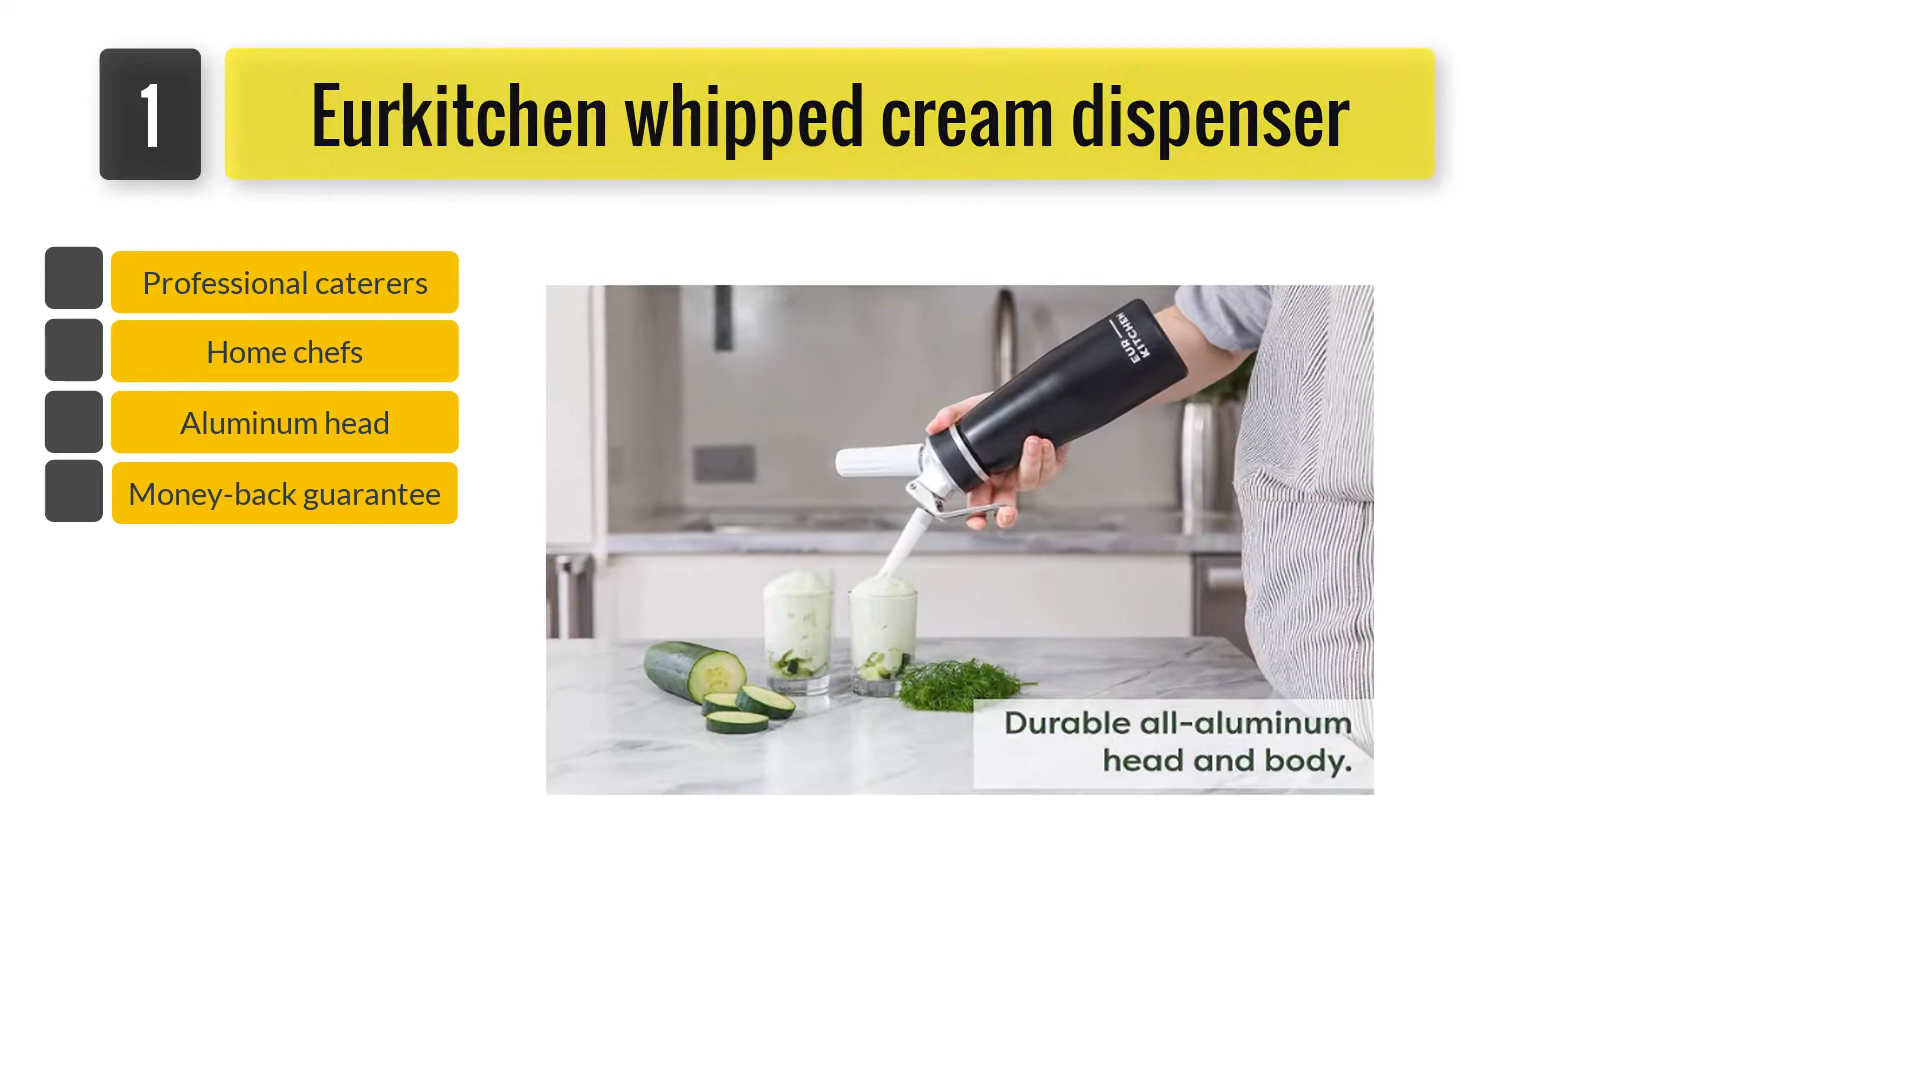 1
Eurkitchen whipped cream dispenser
Professional caterers
Home chefs
Aluminum head
Money-back guarantee
EUR
KITCHEN
Durable all-aluminum
head and body.